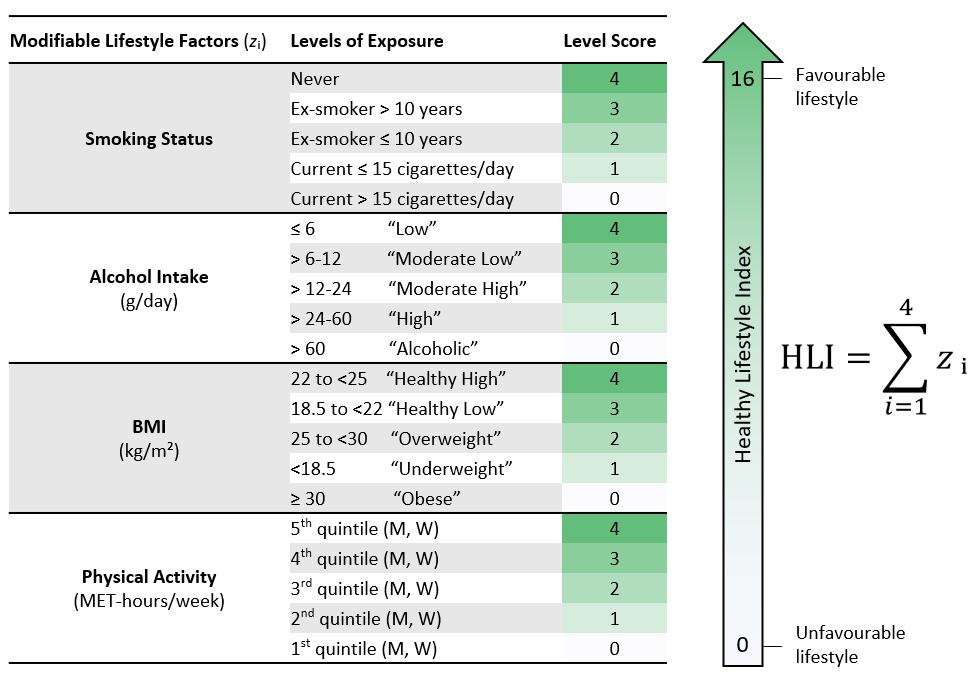 Modifiable Lifestyle Factors (zi) Levels of Exposure Level Score
Smoking Status
Never 4
Ex-smoker > 10 years 3
Ex-smoker ≤ 10 years 2
Current ≤ 15 cigarettes/day 1
Current > 15 cigarettes/day 0
Alcohol Intake
(g/day)
≤ 6 “Low” 4
> 6-12 “Moderate Low” 3
> 12-24 “Moderate High” 2
> 24-60 “High” 1
> 60 “Alcoholic” 0
BMI
(kg/m²)
22 to <25 “Healthy High” 4
18.5 to <22 “Healthy Low” 3
25 to <30 “Overweight” 2
<18.5 “Underweight” 1
≥ 30 “Obese” 0
Physical Activity
(MET-hours/week)
5th quintile (M, W) 4
4th quintile (M, W) 3
3rd quintile (M, W) 2
2nd quintile (M, W) 1
1st quintile (M, W) 0
16
Favourable
lifestyle
Healthy Lifestyle Index
0
Unfavourable
lifestyle
4
HLI = ∑ z i
i=1